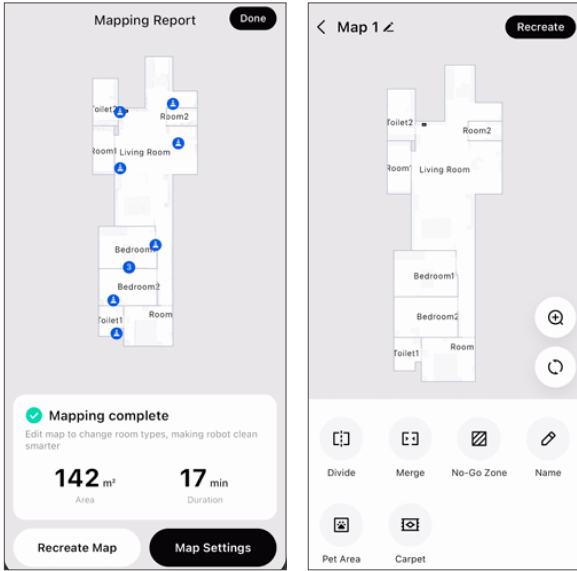 Mapping Report
Done
Toilet2
Room2
Room1 Living Room
Bedroom1
3
Bedroom2
Toilet1
Room
Mapping complete
Edit map to change room types, making robot clean
smarter
142 m²
17 min
Area
Duration
Recreate Map
Map Settings
Map 1
Recreate
Toilet2
Room2
Room1
Living Room
Bedroom1
Bedroom2
Toilet1
Room
Divide
Merge
No-Go Zone
Name
Pet Area
Carpet